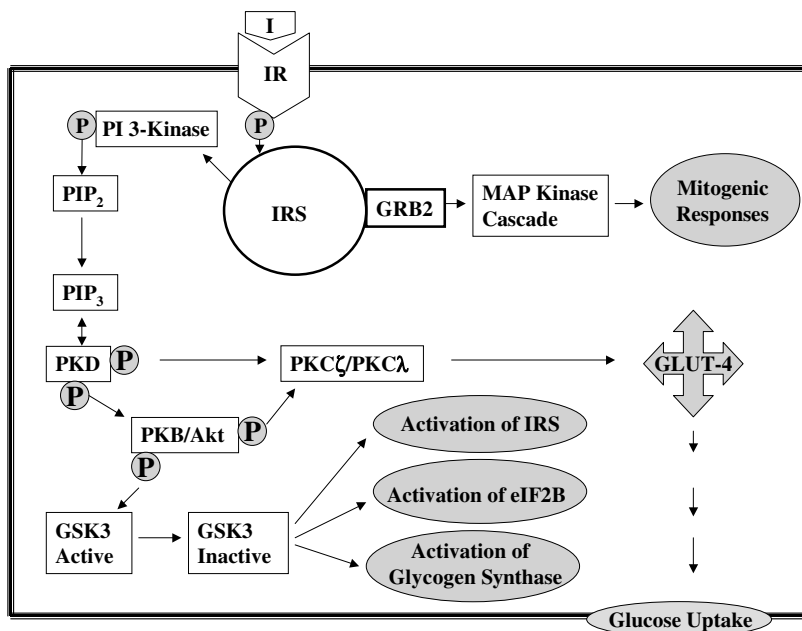 I
IR
P
PI 3-Kinase
P
PIP2
IRS
GRB2
MAP Kinase
Cascade
Mitogenic
Responses
PIP3
PKD
P
P
PKCζ/PKCλ
GLUT-4
PKB/Akt
P
P
Activation of IRS
Activation of eIF2B
Activation of
Glycogen Synthase
GSK3
Active
GSK3
Inactive
Glucose Uptake